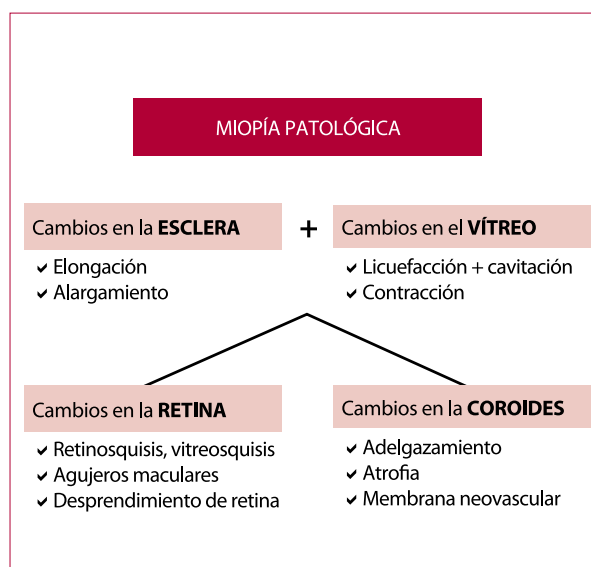 MIOPÍA PATOLÓGICA
Cambios en la ESCLERA
✓ Elongación
✓ Alargamiento
+
Cambios en el VÍTREO
✓ Licuefacción + cavitación
✓ Contracción
Cambios en la RETINA
✓ Retinosquisis, vitreosquisis
✓ Agujeros maculares
✓ Desprendimiento de retina
Cambios en la COROIDES
✓ Adelgazamiento
✓ Atrofia
✓ Membrana neovascular